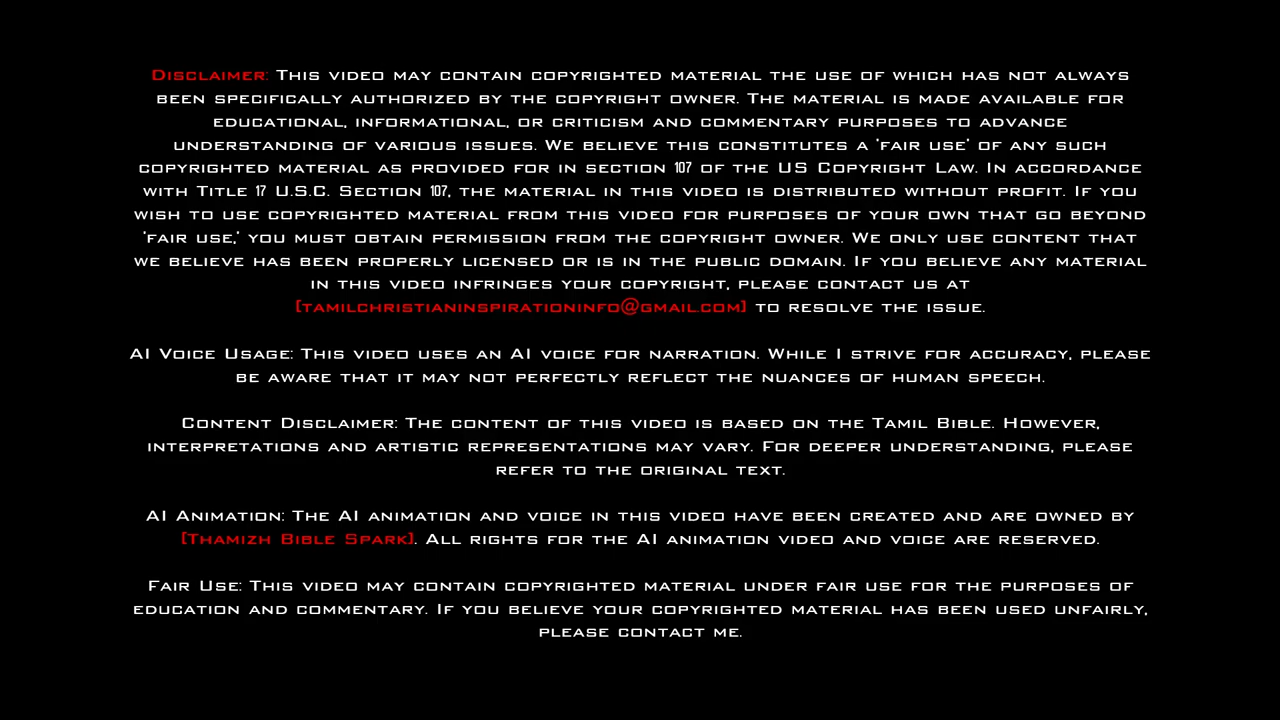 Disclaimer: This video may contain copyrighted material the use of which has not always
been specifically authorized by the copyright owner. The material is made available for
educational, informational, or criticism and commentary purposes to advance
understanding of various issues. We believe this constitutes a 'fair use' of any such
copyrighted material as provided for in section 107 of the US Copyright Law. In accordance
with Title 17 U.S.C. Section 107, the material in this video is distributed without profit. If you
wish to use copyrighted material from this video for purposes of your own that go beyond
'fair use,' you must obtain permission from the copyright owner. We only use content that
we believe has been properly licensed or is in the public domain. If you believe any material
in this video infringes your copyright, please contact us at
[tamilchristianinspirationinfo@gmail.com] to resolve the issue.
AI Voice Usage: This video uses an AI voice for narration. While I strive for accuracy, please
be aware that it may not perfectly reflect the nuances of human speech.
Content Disclaimer: The content of this video is based on the Tamil Bible. However,
interpretations and artistic representations may vary. For deeper understanding, please
refer to the original text.
AI Animation: The AI animation and voice in this video have been created and are owned by
[Thamizh Bible Spark]. All rights for the AI animation video and voice are reserved.
Fair Use: This video may contain copyrighted material under fair use for the purposes of
education and commentary. If you believe your copyrighted material has been used unfairly,
please contact me.